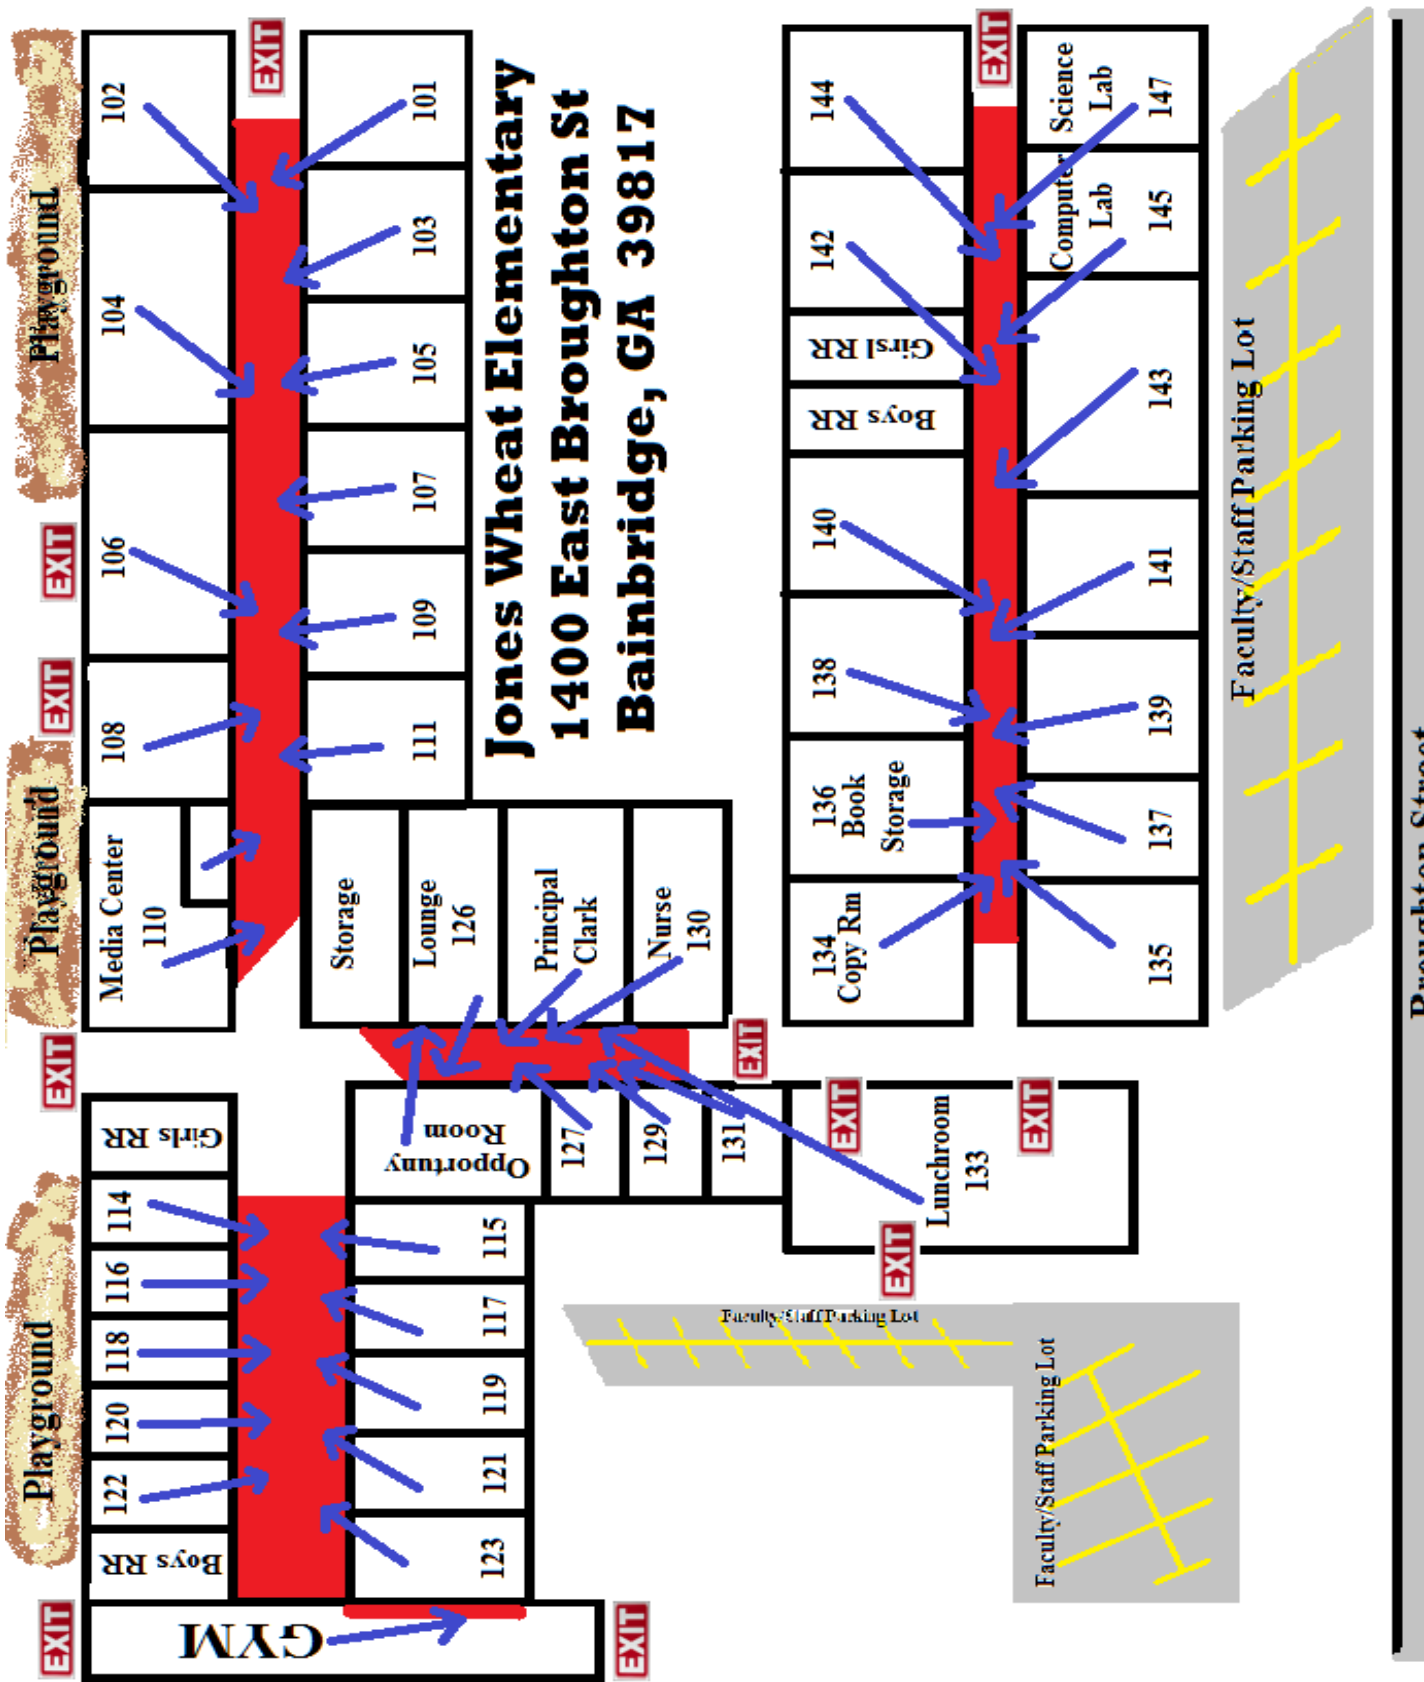 Playground
Playground
Playground
EXIT
EXIT
EXIT
EXIT
EXIT
EXIT
EXIT
EXIT
EXIT
EXIT
EXIT
102
104
106
108
Media Center
110
101
103
105
107
109
111
Jones Wheat Elementary
1400 East Broughton St
Bainbridge, GA 39817
Storage
Lounge
126
Principal
Clark
Nurse
130
Girls RR
114
116
118
120
122
Boys RR
GYM
Opportuny
Room
127
129
131
Lunchroom
133
115
117
119
121
123
144
142
Girsl RR
Boys RR
140
138
136
Book
Storage
134
Copy Rm
Science
Lab
147
Computer
Lab
145
143
141
139
137
135
Faculty/Staff Parking Lot
Faculty/Staff Parking Lot
Faculty/Staff Parking Lot
Broughton Street